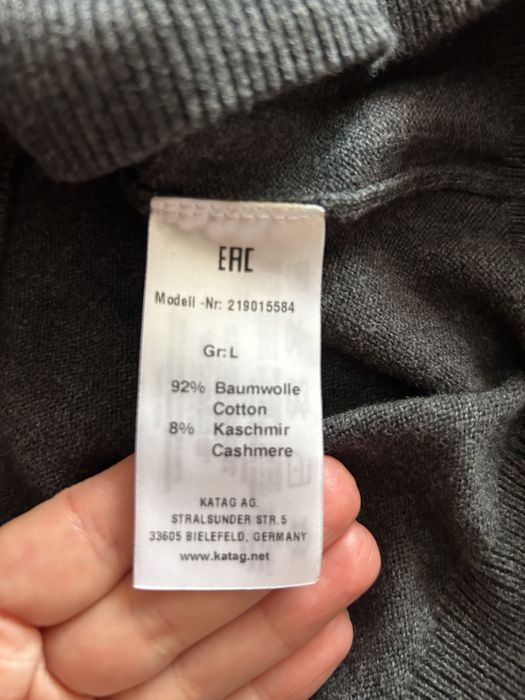 EAC
Modell -Nr: 219015584
Gr: L
92% Baumwolle
Cotton
8% Kaschmir
Cashmere
KATAG AG.
STRALSUNDER STR.5
33605 BIELEFELD, GERMANY
www.katag.net